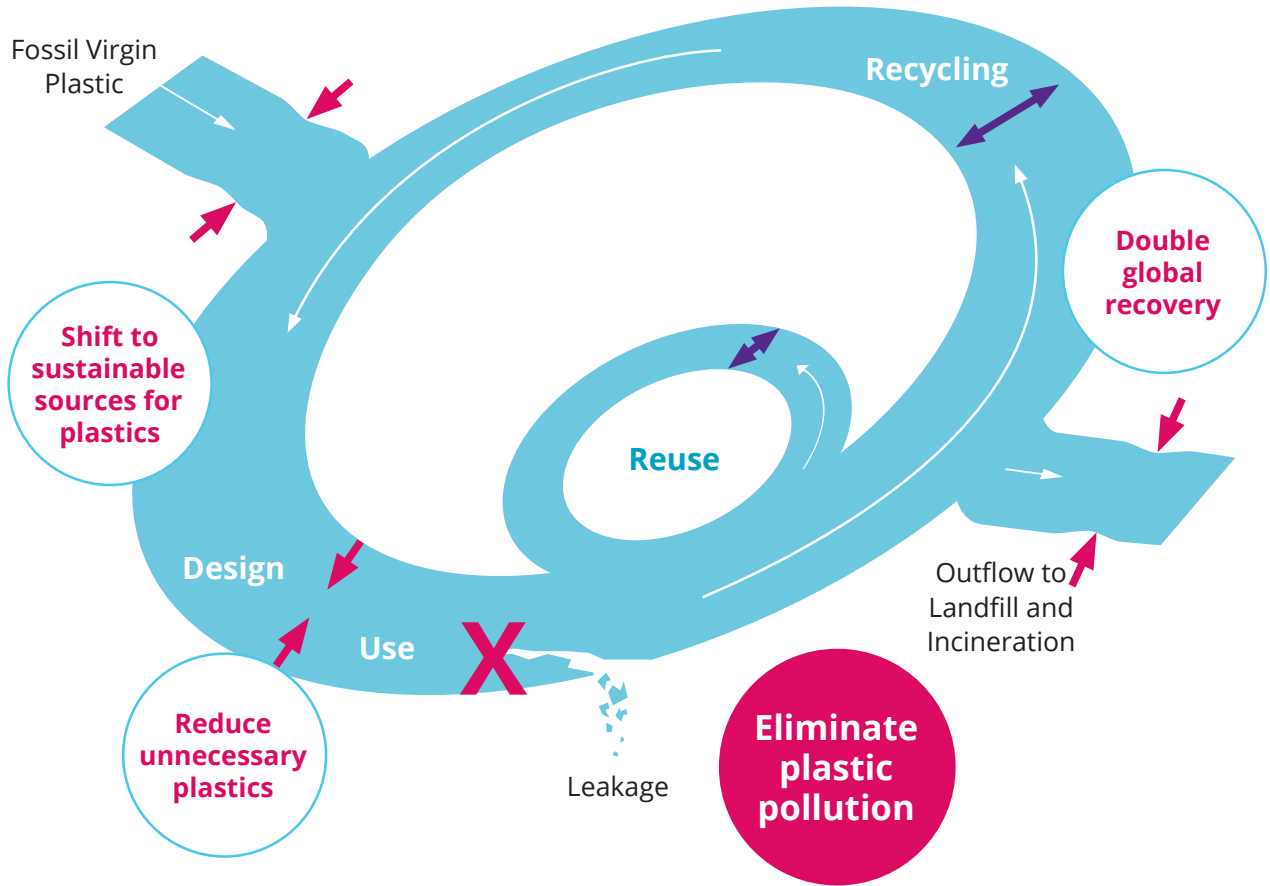 Fossil Virgin
Plastic
Recycling
Double
global
recovery
Shift to
sustainable
sources for
plastics
Reuse
Design
Outflow to
Landfill and
Incineration
Use
X
Reduce
unnecessary
plastics
Leakage
Eliminate
plastic
pollution